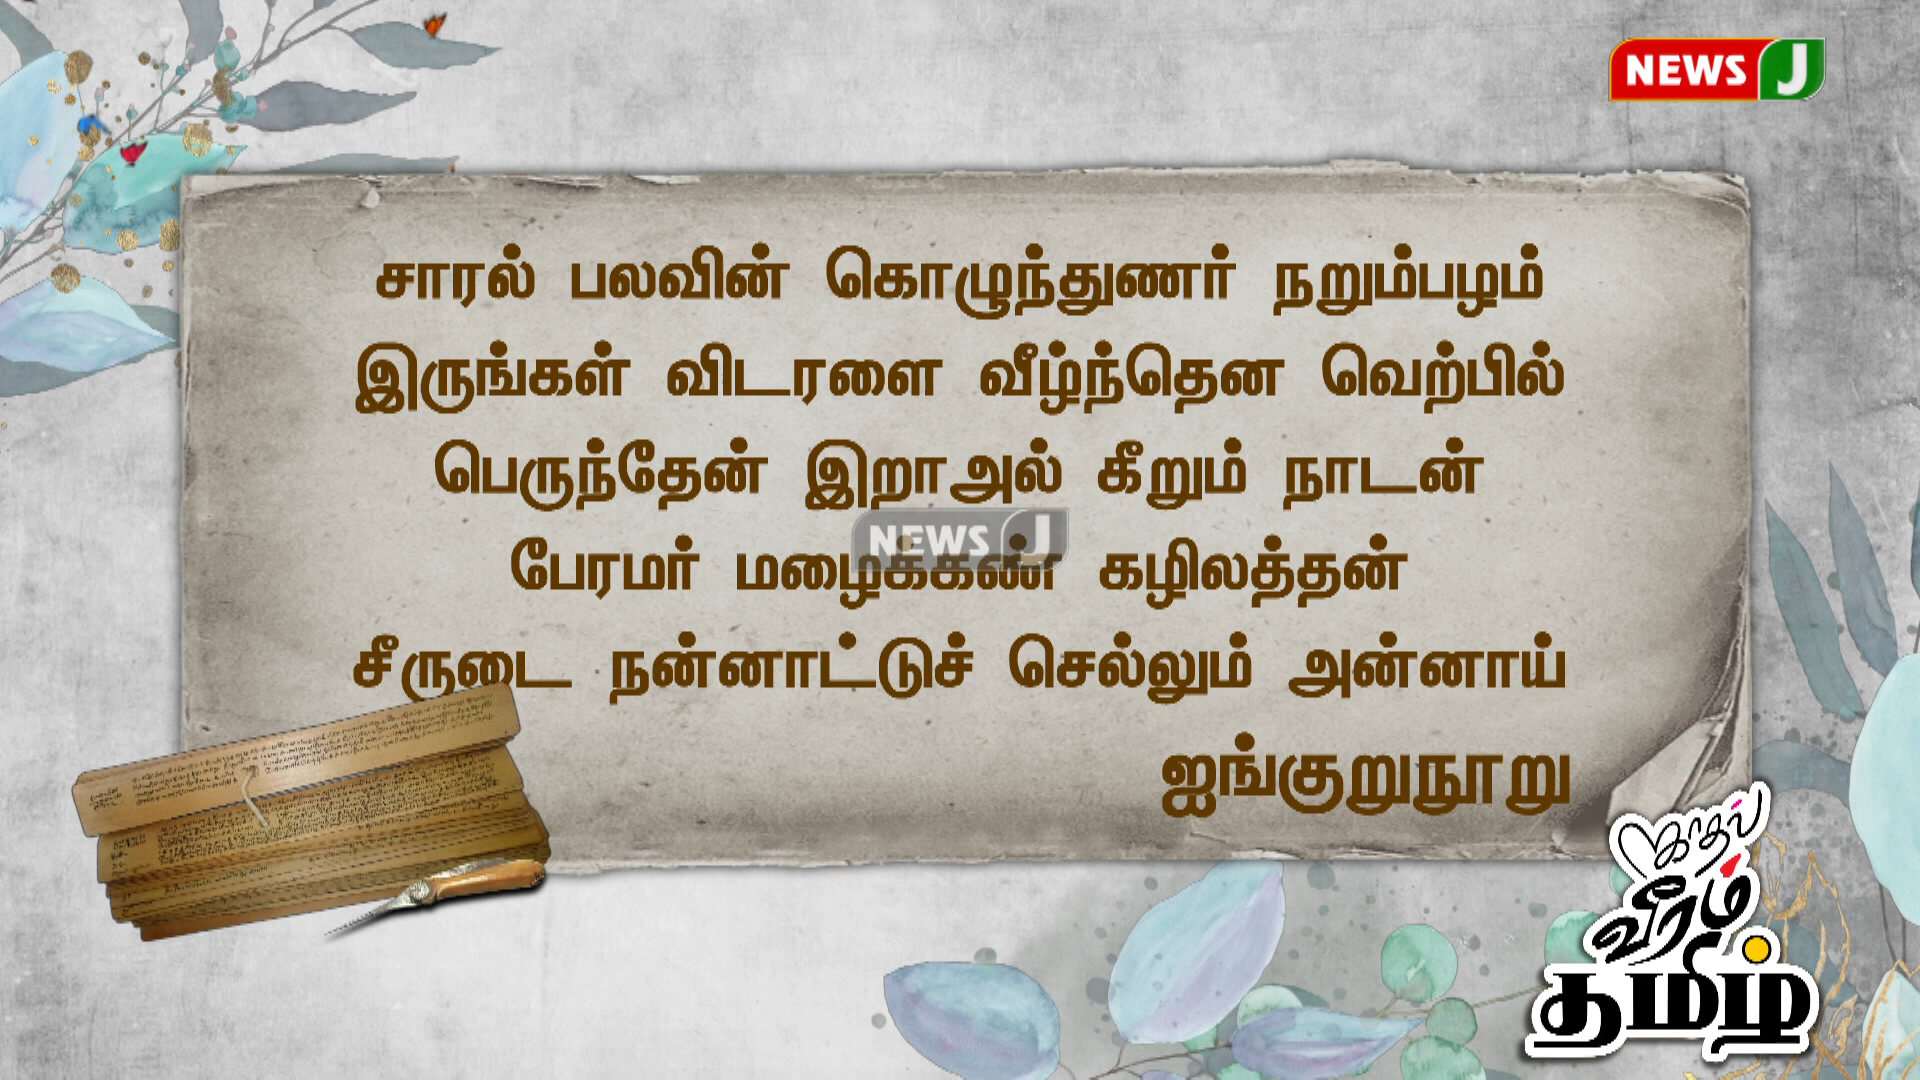 NEWS J
சாரல் பலவின் கொழுந்துணர் நறும்பழம்
இருங்கள் விடரளை வீழ்ந்தென வெற்பில்
பெருந்தேன் இறாஅல் கீறும் நாடன்
NEWS J
பேரமர் மழைக்கண் கழிலத்தன்
சீருடை நன்னாட்டுச் செல்லும் அன்னாய்
ஐங்குறுநூறு
காதல்
வீரம்
தமிழ்